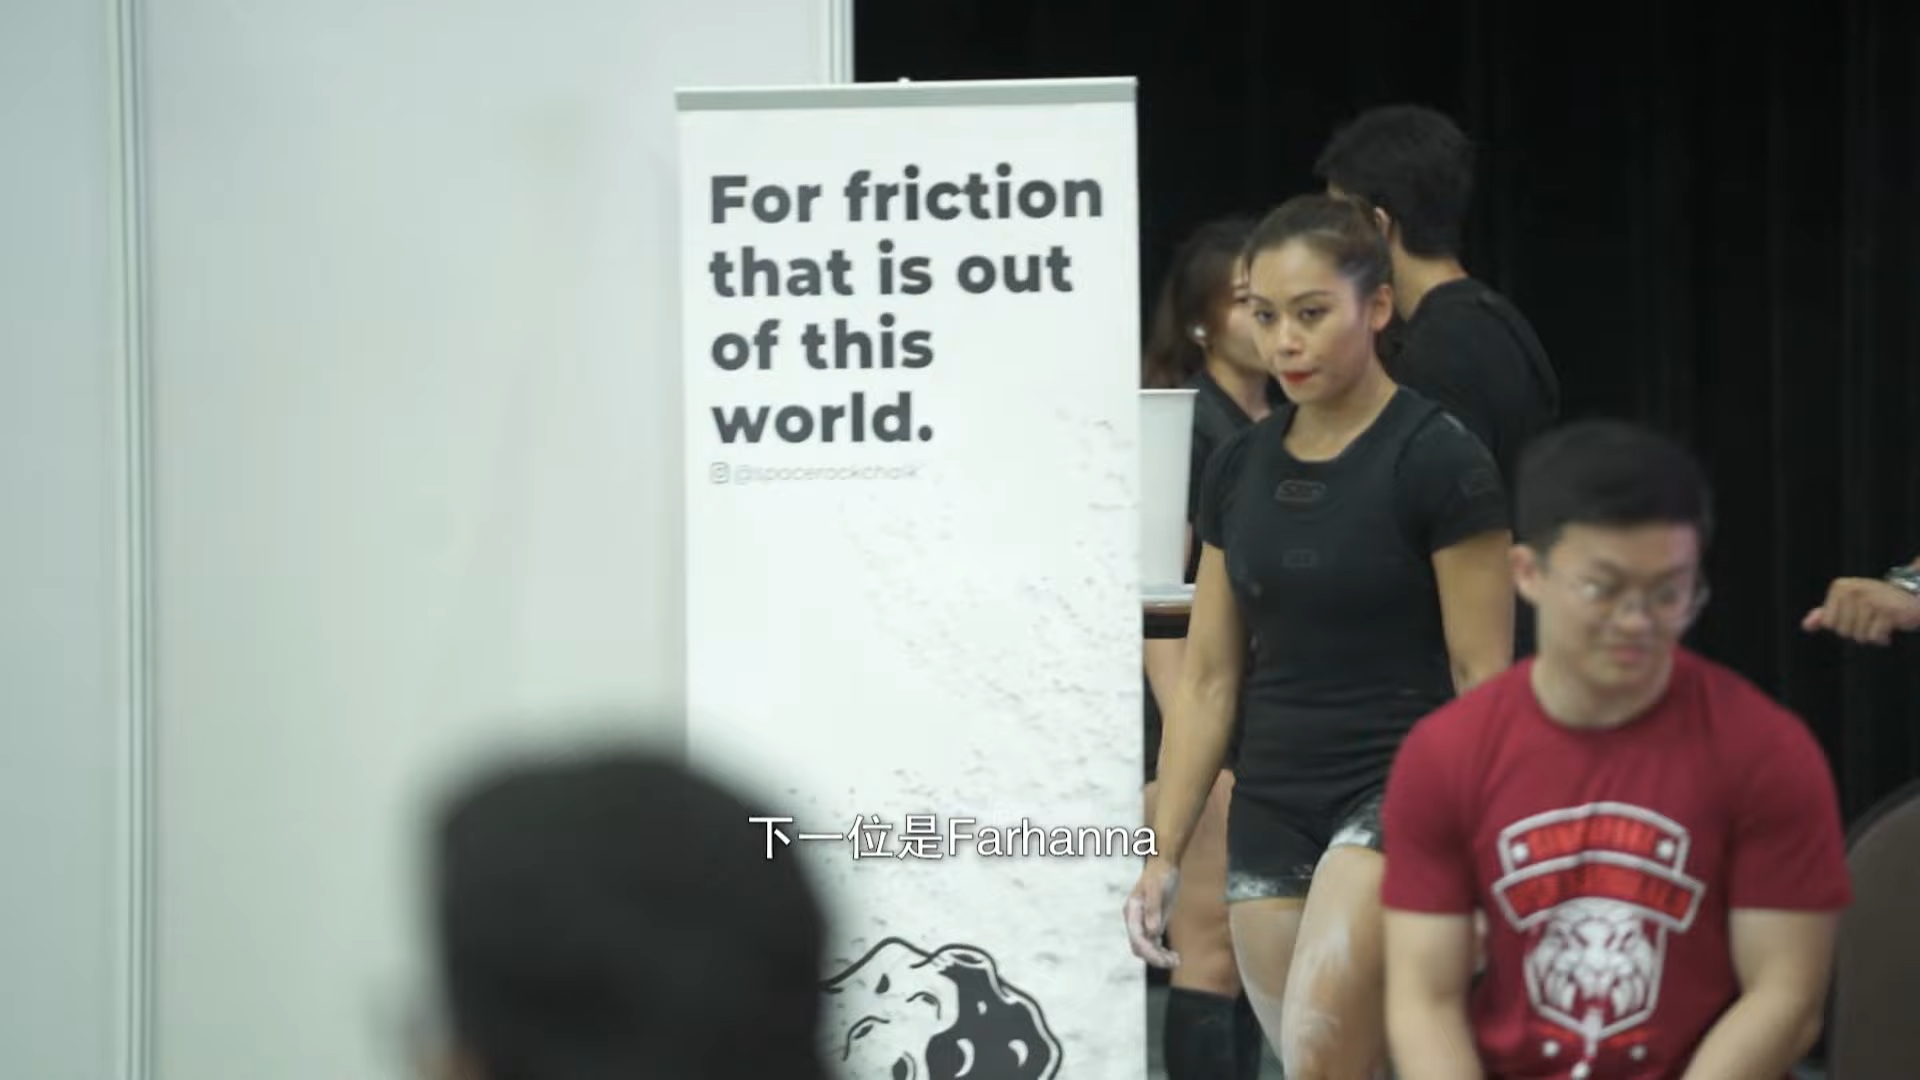 For friction
that is out
of this
world.
@spacerockchalk
下一位是Farhanna